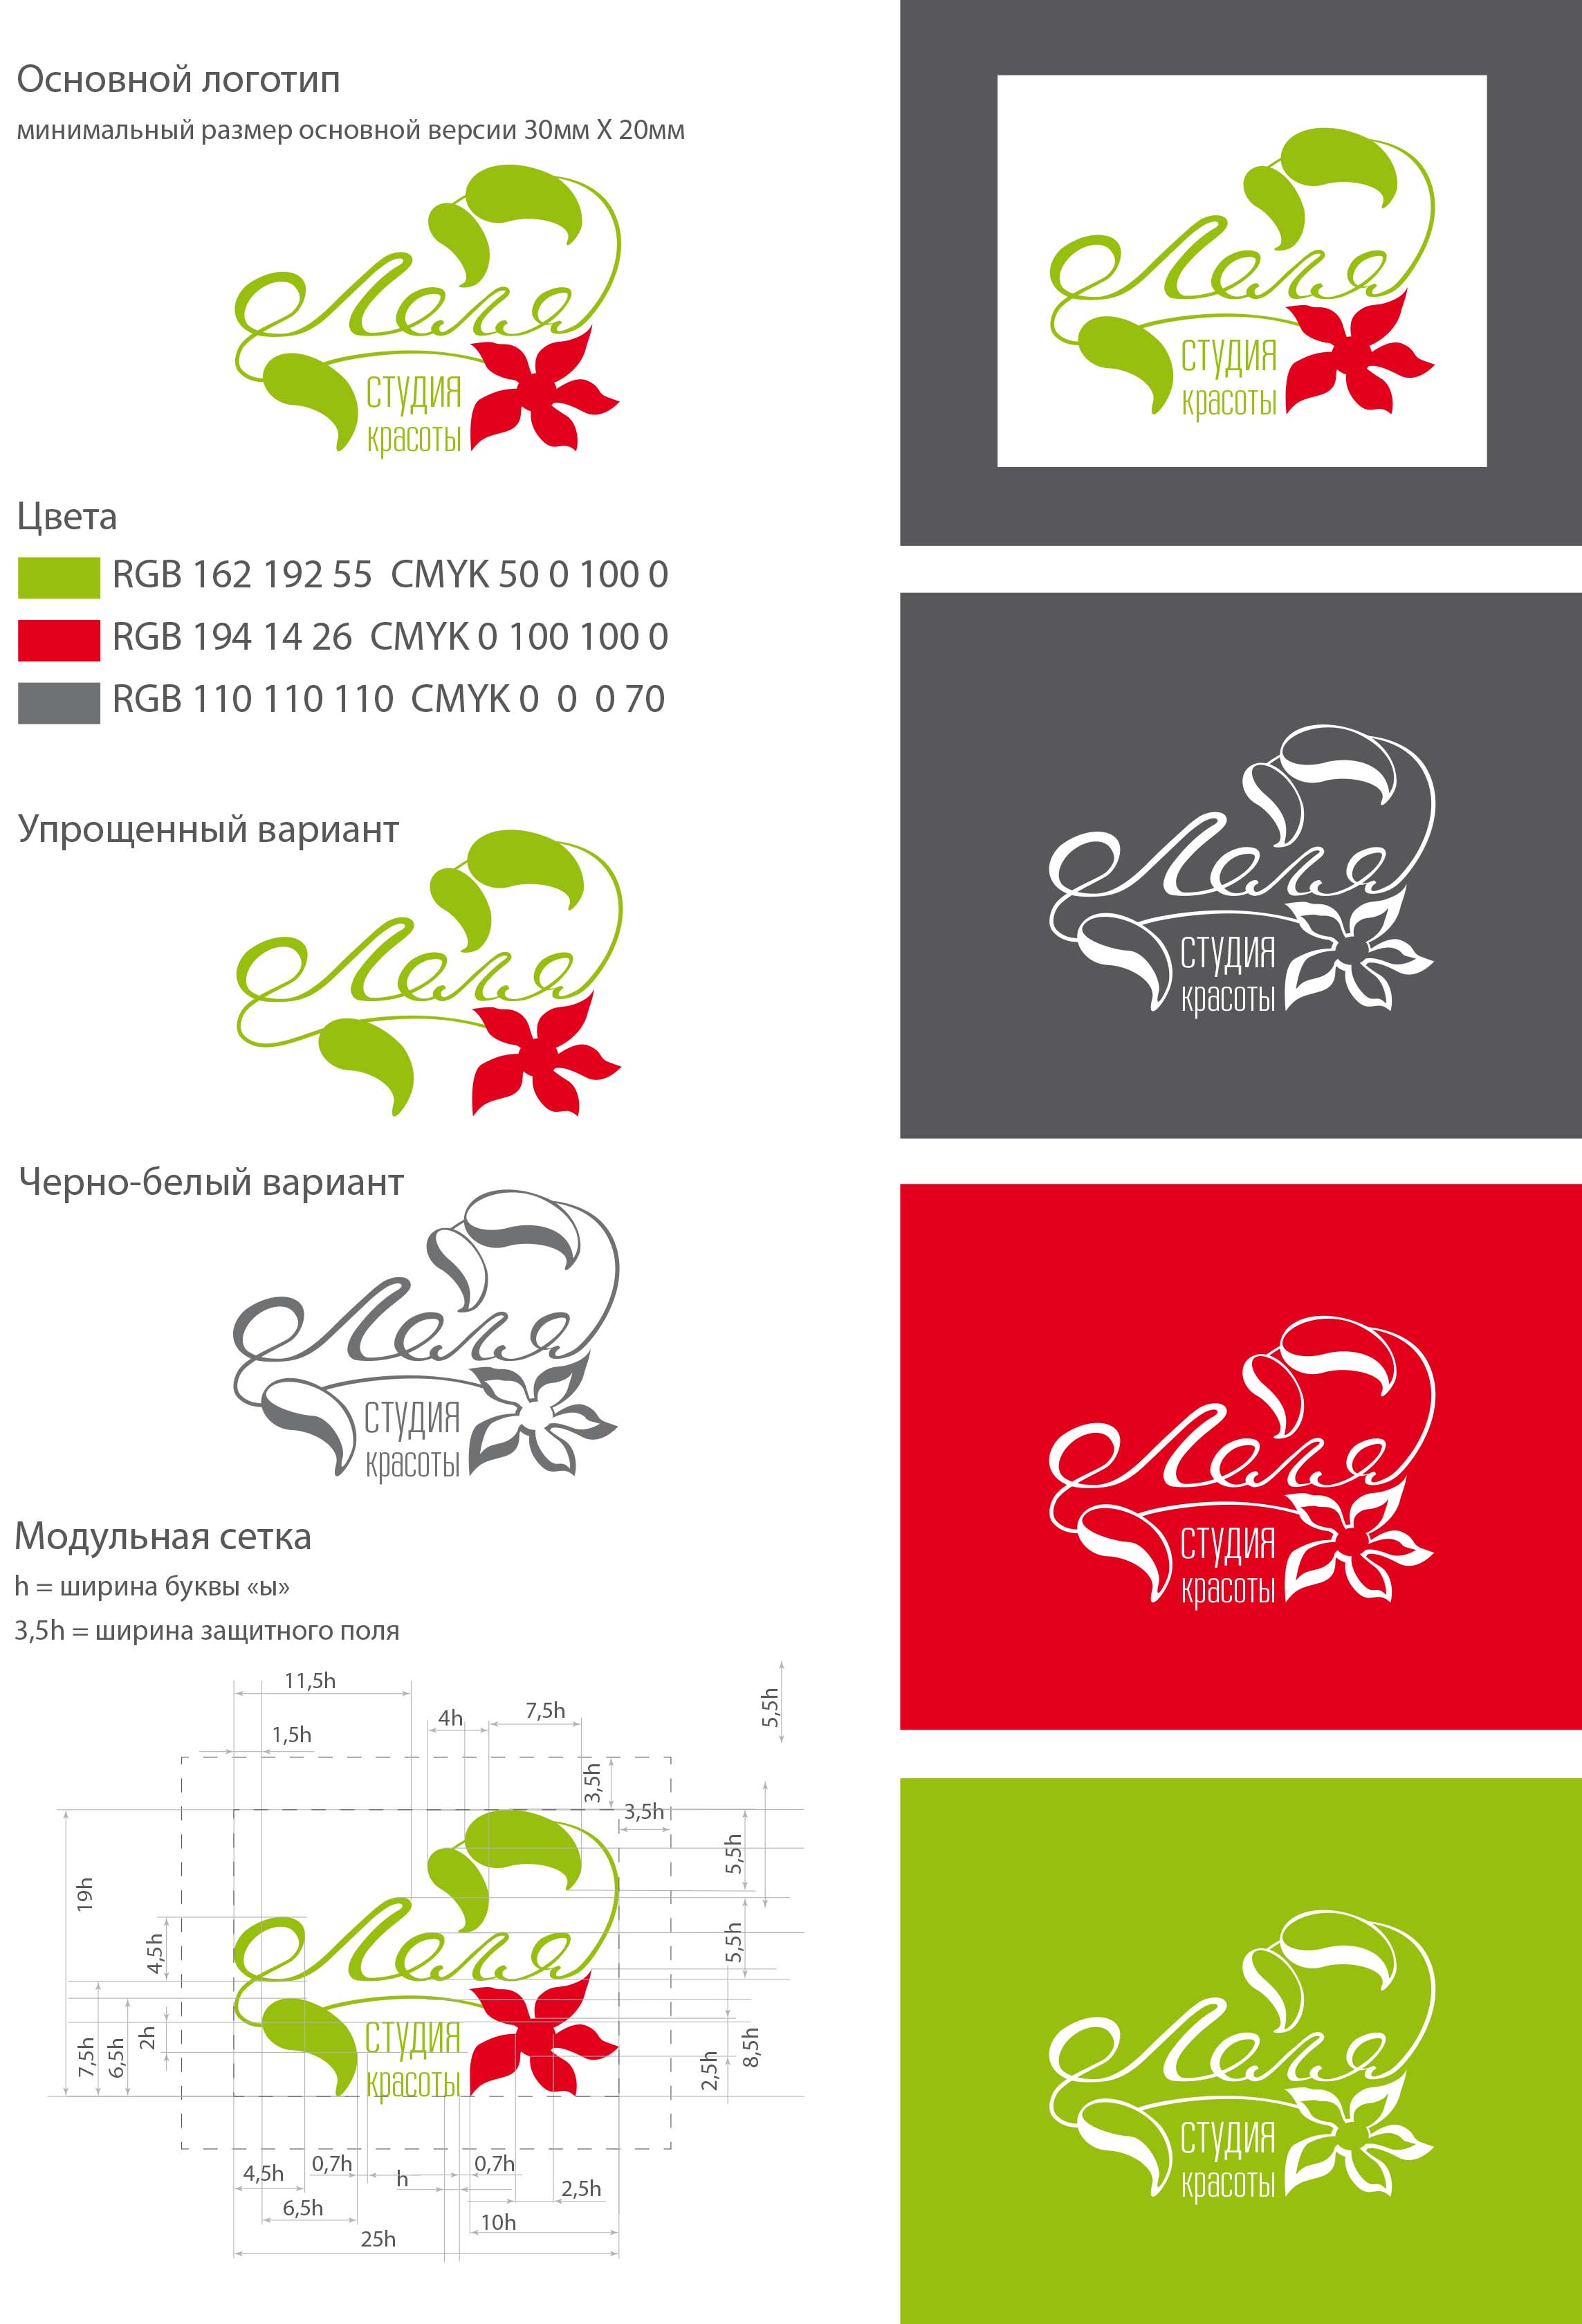 Основной логотип
минимальный размер основной версии 30мм X 20мм
Леля
студия
красоты
Цвета
RGB 162 192 55 CMYK 50 0 100 0
RGB 194 14 26 CMYK 0 100 100 0
RGB 110 110 110 CMYK 0 0 0 70
Упрощенный вариант
Леля
Черно-белый вариант
Леля
студия
красоты
Модульная сетка
h = ширина буквы «ы»
3,5h = ширина защитного поля
11,5h
4h
7,5h
5,5h
1,5h
3,5h
3,5h
5,5h
19h
4,5h
5,5h
Леля
7,5h
6,5h
2h
студия
красоты
2,5h
8,5h
4,5h
0,7h
h
0,7h
2,5h
6,5h
10h
25h
Леля
студия
красоты
Леля
студия
красоты
Леля
студия
красоты
Леля
студия
красоты